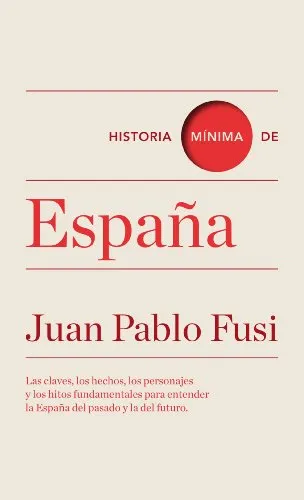 HISTORIA MÍNIMA DE
España
Juan Pablo Fusi
Las claves, los hechos, los personajes
y los hitos fundamentales para entender
la España del pasado y la del futuro.